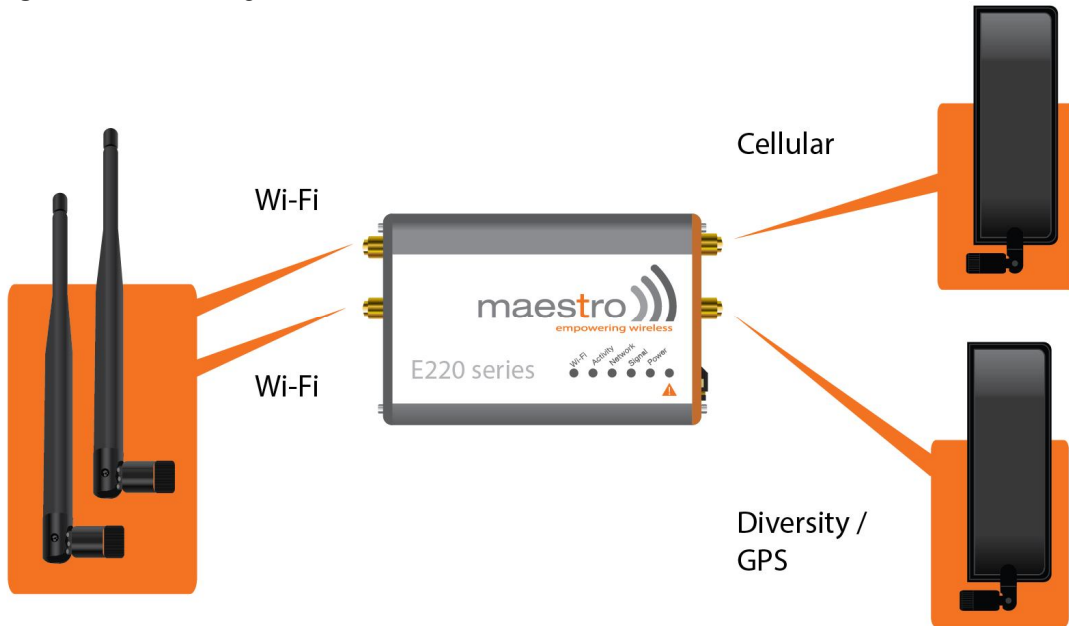 Cellular
Wi-Fi
maestro
empowering wireless
Wi-Fi Activity Network Signal Power
E220 series
Wi-Fi
Diversity /
GPS